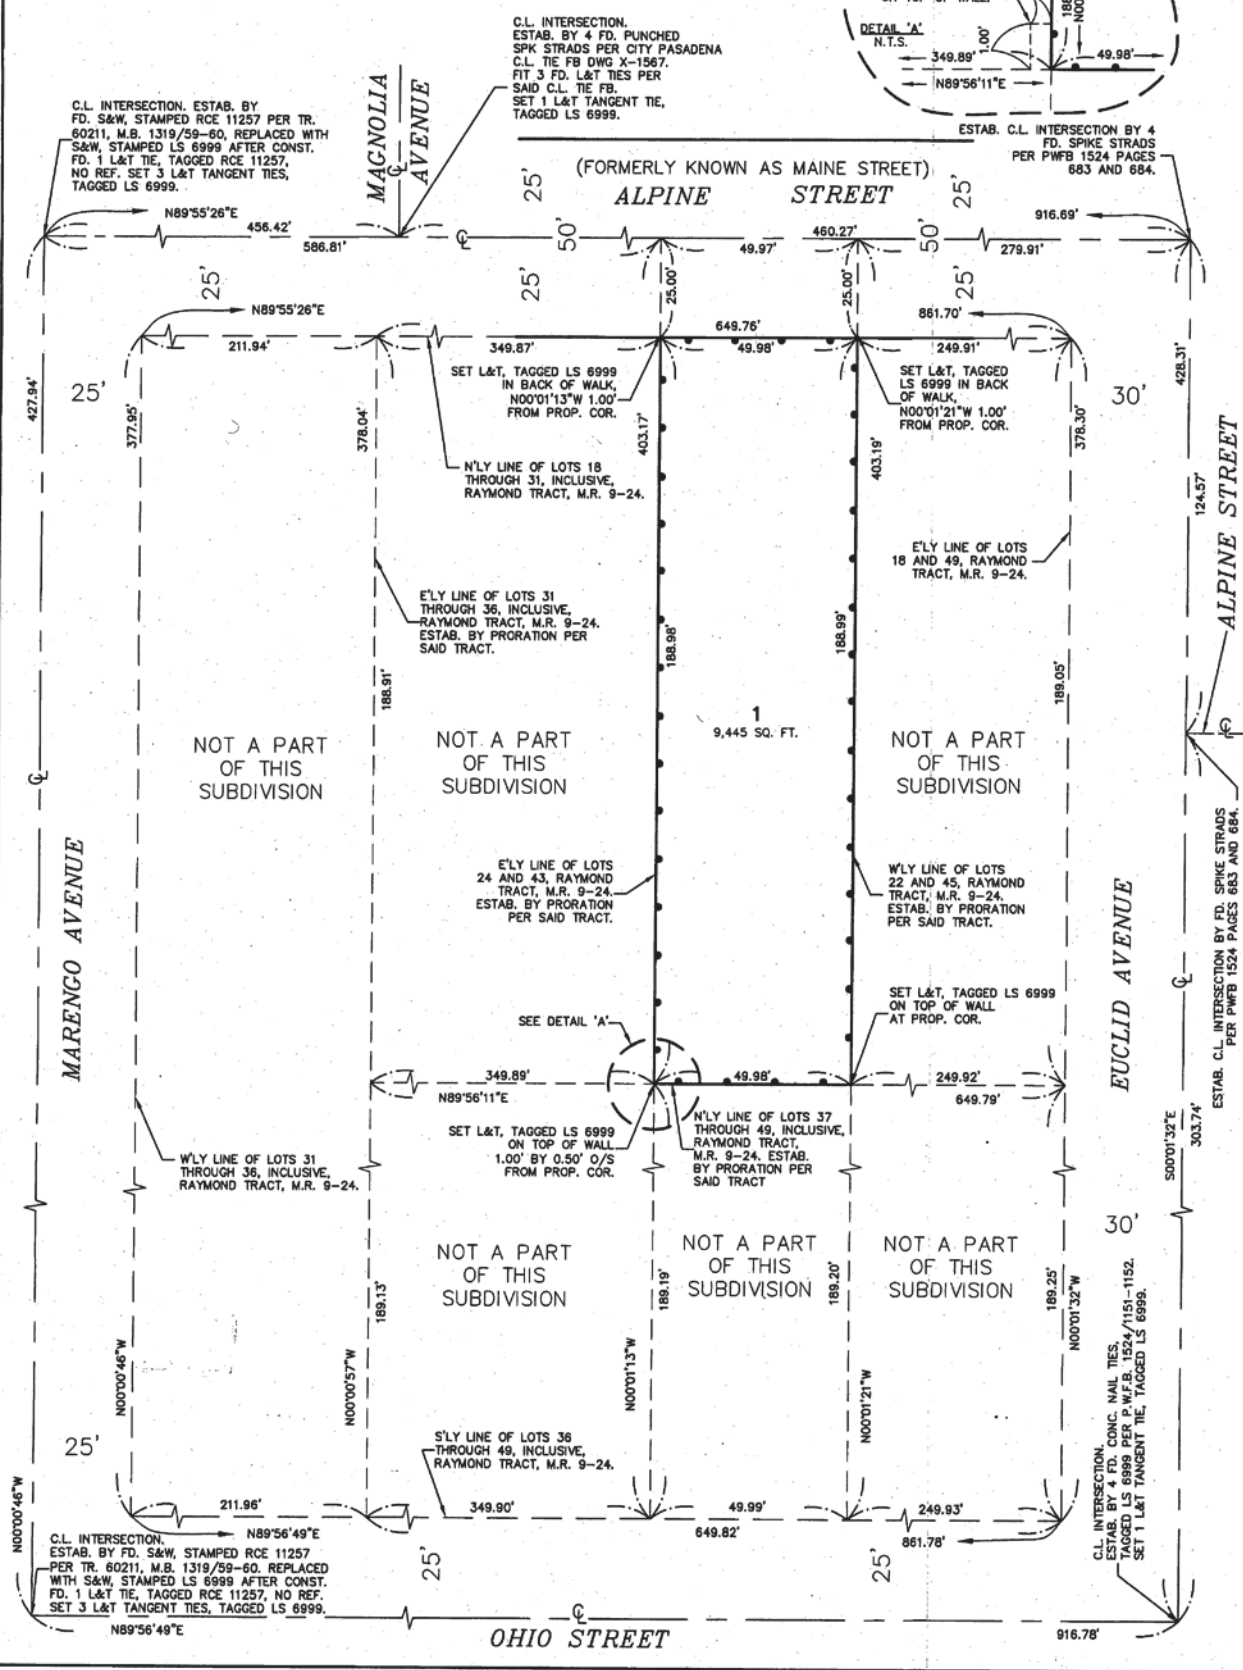 C.L. INTERSECTION.
ESTAB. BY 4 FD. PUNCHED
SPK STRADS PER CITY PASADENA
C.L. TIE FB DWG X-1567.
FIT 3 FD. L&T TIES PER
SAID C.L. TIE FB.
SET 1 L&T TANGENT TIE,
TAGGED LS 6999.
DETAIL 'A'
N.T.S.
1.00'
349.89'
49.98'
N89°56'11"E
C.L. INTERSECTION. ESTAB. BY
FD. S&W, STAMPED RCE 11257 PER TR.
60211, M.B. 1319/59-60, REPLACED WITH
S&W, STAMPED LS 6999 AFTER CONST.
FD. 1 L&T TIE, TAGGED RCE 11257,
NO REF. SET 3 L&T TANGENT TIES,
TAGGED LS 6999.
MAGNOLIA
AVENUE
ESTAB. C.L. INTERSECTION BY 4
FD. SPIKE STRADS
PER PWFB 1524 PAGES
683 AND 684.
(FORMERLY KNOWN AS MAINE STREET)
ALPINE STREET
25'
25'
N89°55'26"E
456.42'
586.81'
50'
49.97'
460.27'
50'
916.69'
279.91'
25'
25'
25'
25.00'
25.00'
N89°55'26"E
211.94'
349.87'
649.76'
49.98'
861.70'
249.91'
427.94'
25'
377.95'
378.04'
SET L&T, TAGGED LS 6999
IN BACK OF WALK,
N00°01'13"W 1.00'
FROM PROP. COR.
403.17'
SET L&T, TAGGED
LS 6999 IN BACK
OF WALK,
N00°01'21"W 1.00'
FROM PROP. COR.
403.19'
378.30'
30'
428.31'
N'LY LINE OF LOTS 18
THROUGH 31, INCLUSIVE,
RAYMOND TRACT, M.R. 9-24.
124.57'
ALPINE STREET
E'LY LINE OF LOTS
18 AND 49, RAYMOND
TRACT, M.R. 9-24.
E'LY LINE OF LOTS 31
THROUGH 36, INCLUSIVE,
RAYMOND TRACT, M.R. 9-24.
ESTAB. BY PRORATION PER
SAID TRACT.
188.91'
188.98'
188.99'
189.05'
1
9,445 SQ. FT.
NOT A PART
OF THIS
SUBDIVISION
NOT A PART
OF THIS
SUBDIVISION
NOT A PART
OF THIS
SUBDIVISION
MARENGO AVENUE
E'LY LINE OF LOTS
24 AND 43, RAYMOND
TRACT, M.R. 9-24.
ESTAB. BY PRORATION
PER SAID TRACT.
W'LY LINE OF LOTS
22 AND 45, RAYMOND
TRACT, M.R. 9-24.
ESTAB. BY PRORATION
PER SAID TRACT.
EUCLID AVENUE
ESTAB. C.L. INTERSECTION BY FD. SPIKE STRADS
PER PWFB 1524 PAGES 683 AND 684.
SEE DETAIL 'A'
SET L&T, TAGGED LS 6999
ON TOP OF WALL
AT PROP. COR.
349.89'
N89°56'11"E
49.98'
249.92'
649.79'
SET L&T, TAGGED LS 6999
ON TOP OF WALL
1.00' BY 0.50' O/S
FROM PROP. COR.
N'LY LINE OF LOTS 37
THROUGH 49, INCLUSIVE,
RAYMOND TRACT,
M.R. 9-24. ESTAB.
BY PRORATION PER
SAID TRACT
W'LY LINE OF LOTS 31
THROUGH 36, INCLUSIVE,
RAYMOND TRACT, M.R. 9-24.
S00°01'32"E
303.74'
30'
NOT A PART
OF THIS
SUBDIVISION
NOT A PART
OF THIS
SUBDIVISION
NOT A PART
OF THIS
SUBDIVISION
189.13'
189.19'
189.20'
189.25'
N00°01'32"W
N00°00'46"W
N00°00'57"W
N00°01'13"W
N00°01'21"W
C.L. INTERSECTION.
ESTAB. BY 4 FD. CONC. NAIL TIES,
TAGGED LS 6999 PER P.W.F.B. 1524/1151-1152.
SET 1 L&T TANGENT TIE, TAGGED LS 6999.
25'
S'LY LINE OF LOTS 36
THROUGH 49, INCLUSIVE,
RAYMOND TRACT, M.R. 9-24.
N00°00'46"W
211.96'
N89°56'49"E
349.90'
49.99'
649.82'
249.93'
861.78'
C.L. INTERSECTION.
ESTAB. BY FD. S&W, STAMPED RCE 11257
PER TR. 60211, M.B. 1319/59-60. REPLACED
WITH S&W, STAMPED LS 6999 AFTER CONST.
FD. 1 L&T TIE, TAGGED RCE 11257, NO REF.
SET 3 L&T TANGENT TIES, TAGGED LS 6999.
25'
25'
N89°56'49"E
OHIO STREET
916.78'